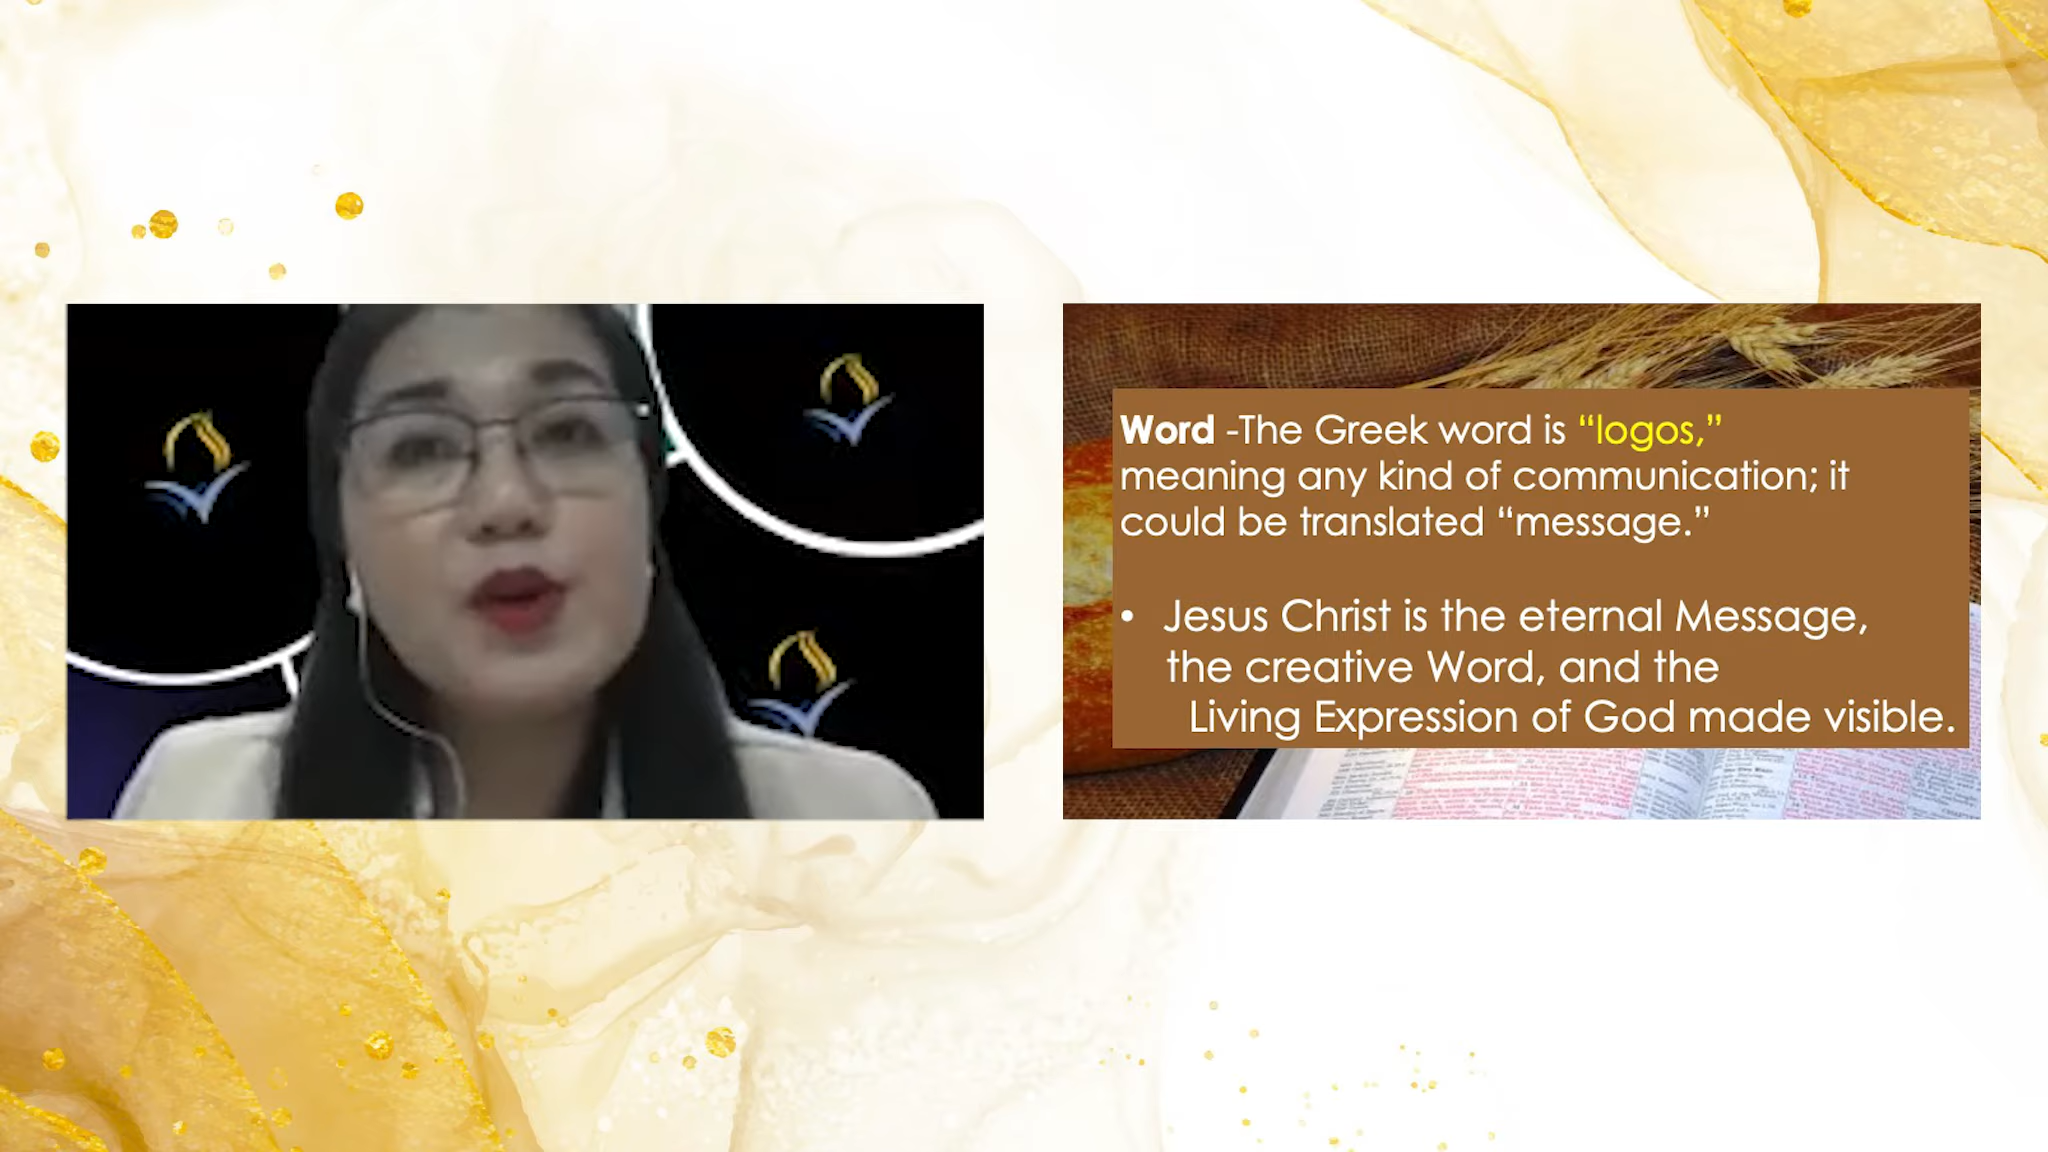 Word -The Greek word is “logos,”
meaning any kind of communication; it
could be translated “message.”
• Jesus Christ is the eternal Message,
the creative Word, and the
Living Expression of God made visible.